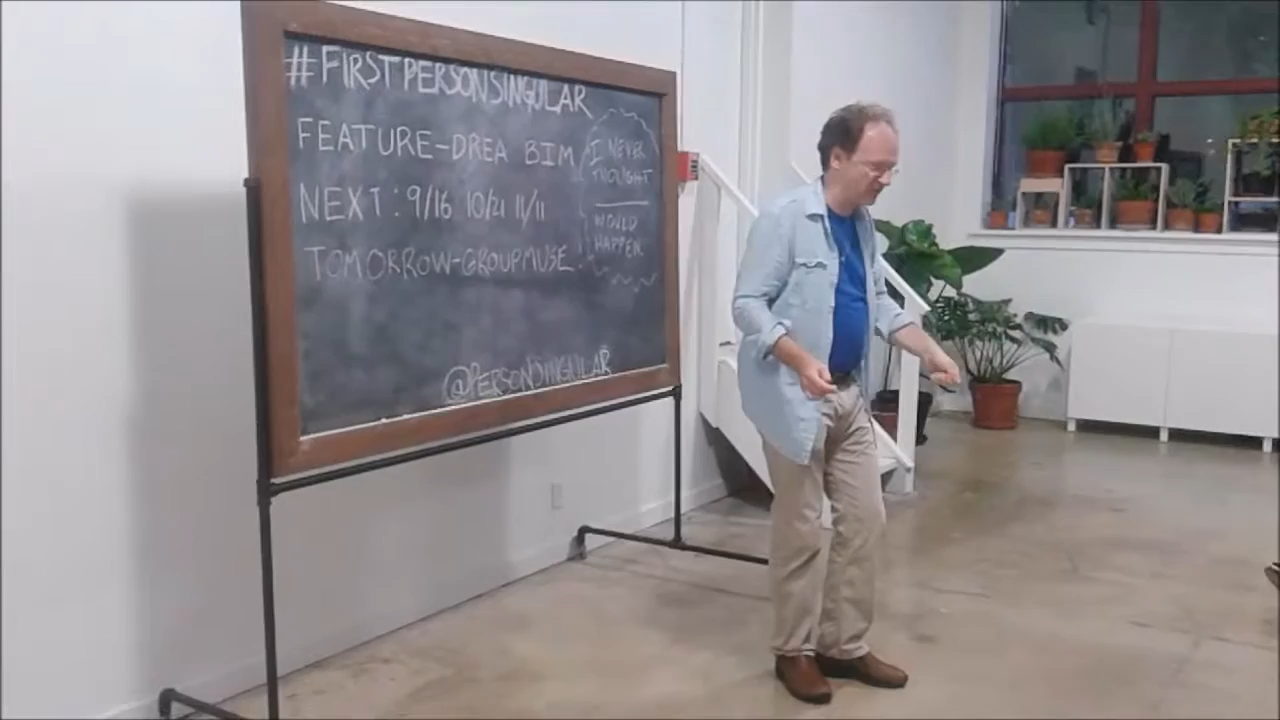 #FIRSTPERSONSINGULAR
FEATURE-DREA BIM
NEXT: 9/16 10/21 11/11
TOMORROW-GROUPMUSE.
I NEVER
THOUGHT
WOULD
HAPPEN.
@PERSONSINGULAR